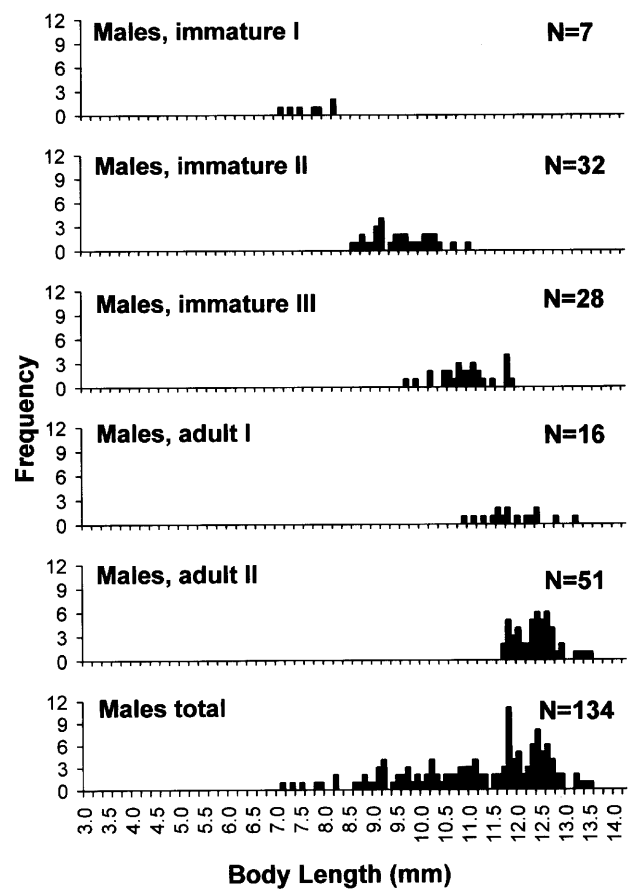 12
9
6
3
0
Males, immature I
N=7
12
9
6
3
0
Males, immature II
N=32
12
9
6
3
0
Males, immature III
N=28
Frequency
12
9
6
3
0
Males, adult I
N=16
12
9
6
3
0
Males, adult II
N=51
12
9
6
3
0
Males total
N=134
3.0 3.5 4.0 4.5 5.0 5.5 6.0 6.5 7.0 7.5 8.0 8.5 9.0 9.5 10.0 10.5 11.0 11.5 12.0 12.5 13.0 13.5 14.0
Body Length (mm)